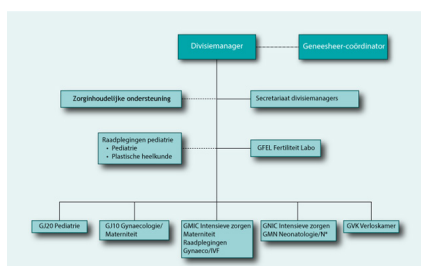 Divisiemanager
Geneesheer-coördinator
Zorginhoudelijke ondersteuning
Secretariaat divisiemanagers
Raadplegingen pediatrie
• Pediatrie
• Plastische heelkunde
GFEL Fertiliteit Labo
GJ20 Pediatrie
GJ10 Gynaecologie/
Materniteit
GMIC Intensieve zorgen
Materniteit
Raadplegingen
Gynaeco/IVF
GNIC Intensieve zorgen
GMN Neonatologie/N*
GVK Verloskamer